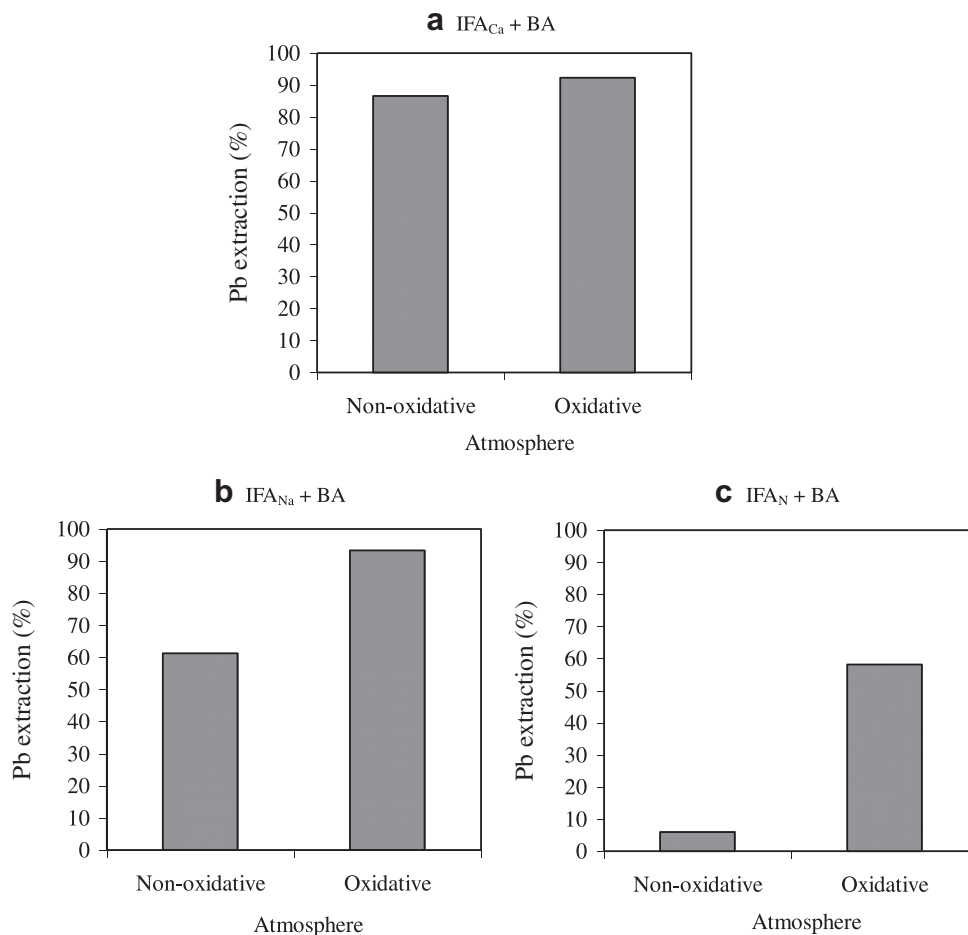 a IFACa + BA
100
90
80
70
60
50
40
30
20
10
0
Pb extraction (%)
Non-oxidative Oxidative
Atmosphere
b IFANa + BA
100
90
80
70
60
50
40
30
20
10
0
Pb extraction (%)
Non-oxidative Oxidative
Atmosphere
c IFAN + BA
100
90
80
70
60
50
40
30
20
10
0
Pb extraction (%)
Non-oxidative Oxidative
Atmosphere